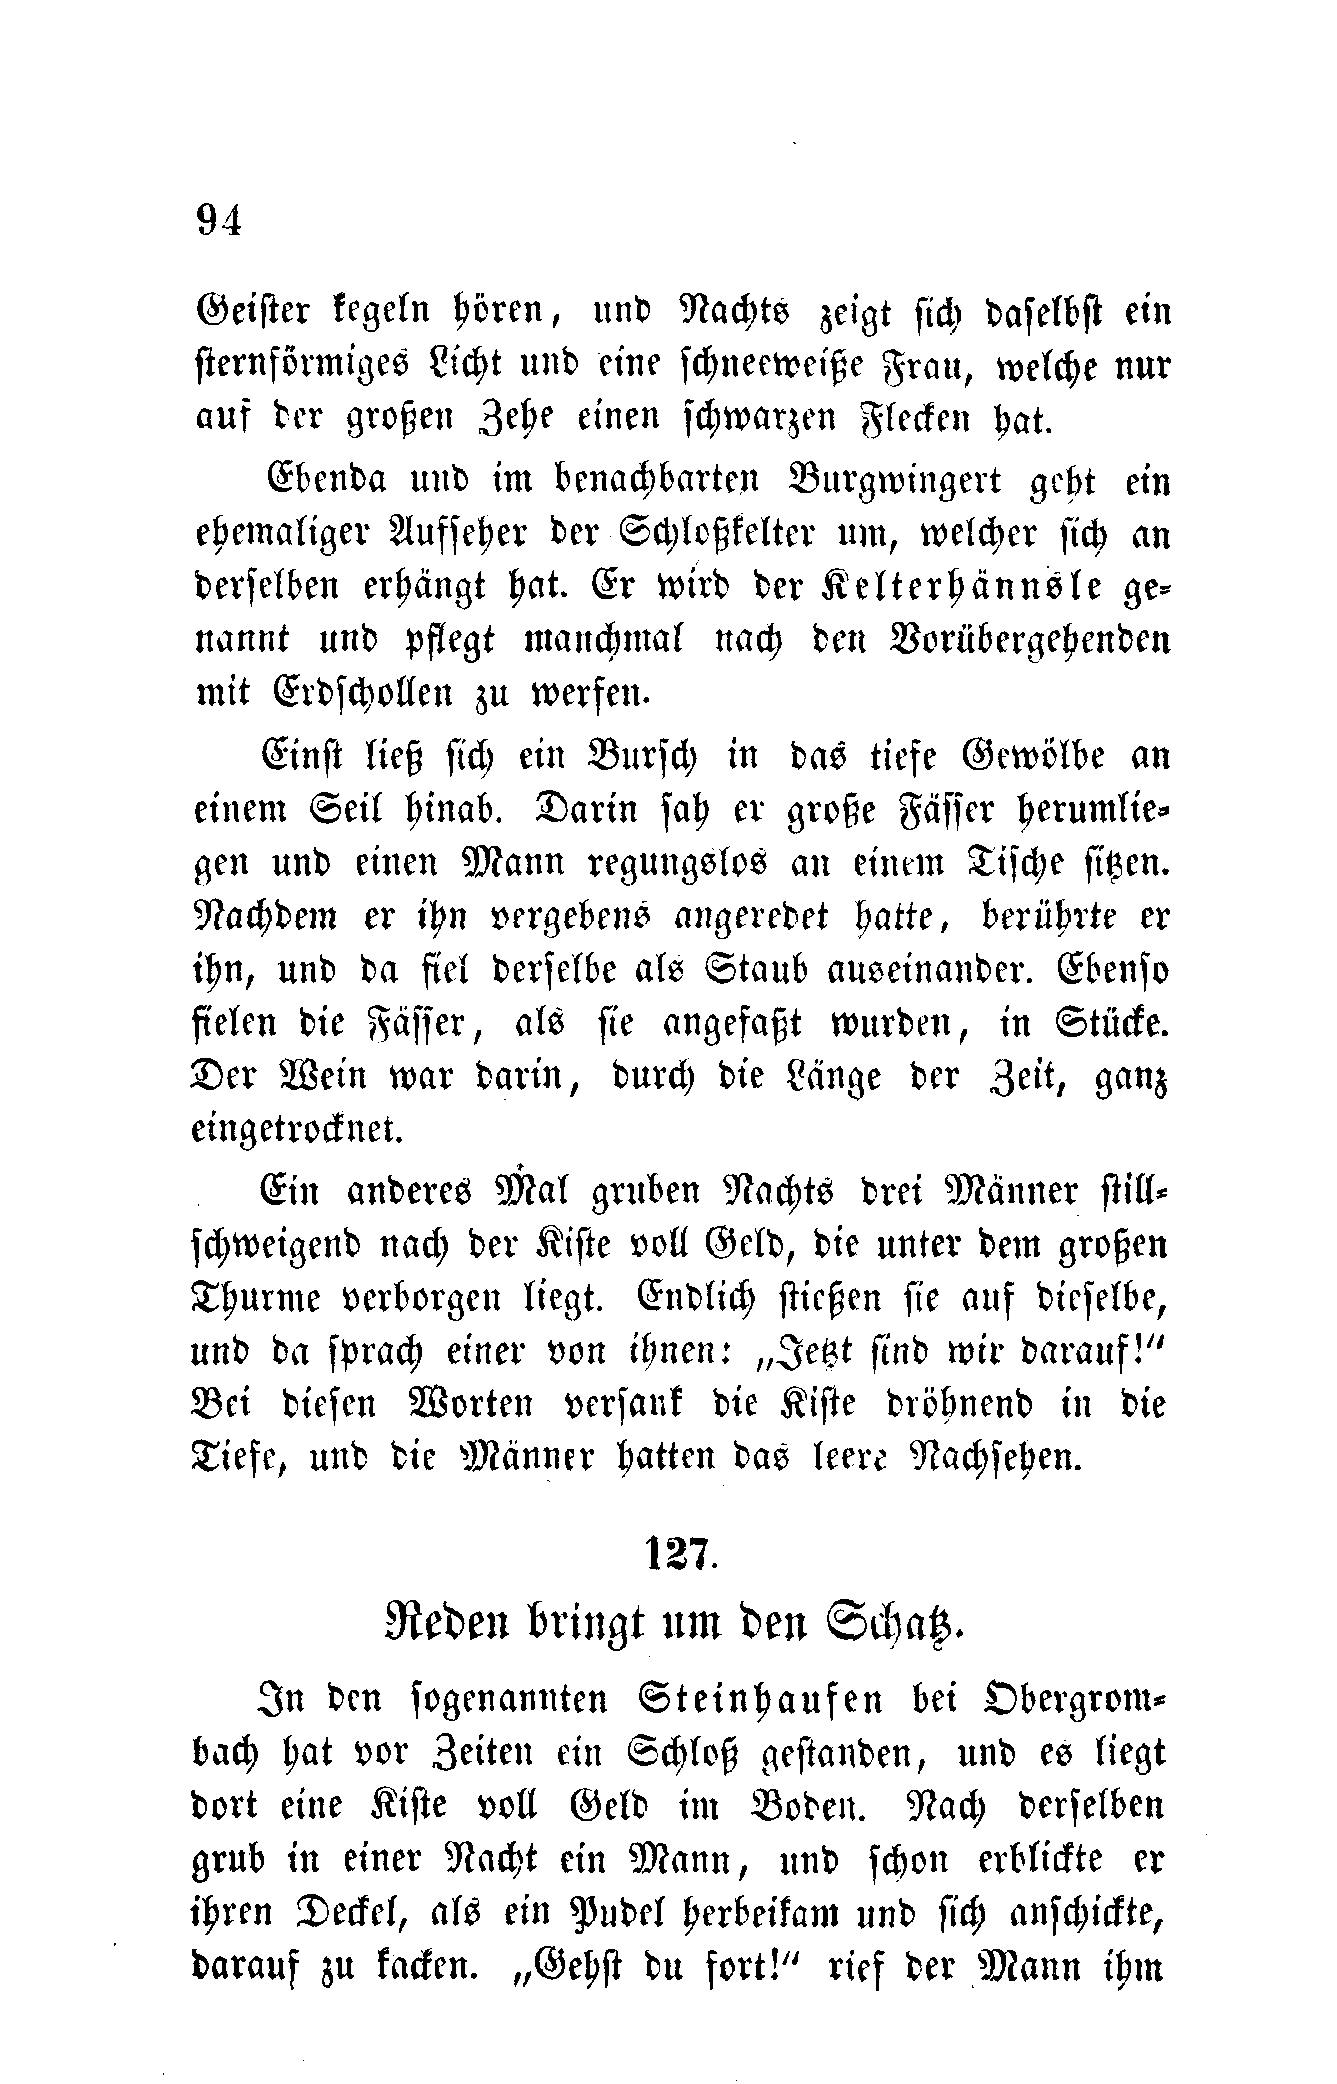 94
Geister kegeln hören, und Nachts zeigt sich daselbst ein
sternförmiges Licht und eine schneeweiße Frau, welche nur
auf der großen Zehe einen schwarzen Flecken hat.
Ebenda und im benachbarten Burgwingert geht ein
ehemaliger Aufseher der Schloßkelter um, welcher sich an
derselben erhängt hat. Er wird der Kelterhännsle ge-
nannt und pflegt manchmal nach den Vorübergehenden
mit Erdschollen zu werfen.
Einst ließ sich ein Bursch in das tiefe Gewölbe an
einem Seil hinab. Darin sah er große Fässer herumlie-
gen und einen Mann regungslos an einem Tische sitzen.
Nachdem er ihn vergebens angeredet hatte, berührte er
ihn, und da fiel derselbe als Staub auseinander. Ebenso
fielen die Fässer, als sie angefaßt wurden, in Stücke.
Der Wein war darin, durch die Länge der Zeit, ganz
eingetrocknet.
Ein anderes Mal gruben Nachts drei Männer still-
schweigend nach der Kiste voll Geld, die unter dem großen
Thurme verborgen liegt. Endlich stießen sie auf dieselbe,
und da sprach einer von ihnen: „Jetzt sind wir darauf!“
Bei diesen Worten versank die Kiste dröhnend in die
Tiefe, und die Männer hatten das leere Nachsehen.
127.
Reden bringt um den Schatz.
In den sogenannten Steinhaufen bei Obergrom-
bach hat vor Zeiten ein Schloß gestanden, und es liegt
dort eine Kiste voll Geld im Boden. Nach derselben
grub in einer Nacht ein Mann, und schon erblickte er
ihren Deckel, als ein Pudel herbeikam und sich anschickte,
darauf zu kacken. „Gehst du fort!“ rief der Mann ihm